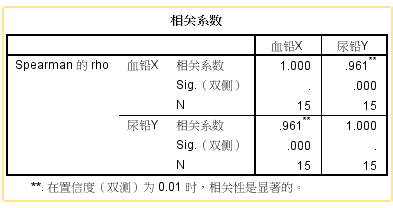 相关系数
血铅X 尿铅Y
Spearman 的 rho 血铅X 相关系数 1.000 .961**
Sig.（双侧） . .000
N 15 15
尿铅Y 相关系数 .961** 1.000
Sig.（双侧） .000 .
N 15 15
**. 在置信度（双测）为 0.01 时，相关性是显著的。